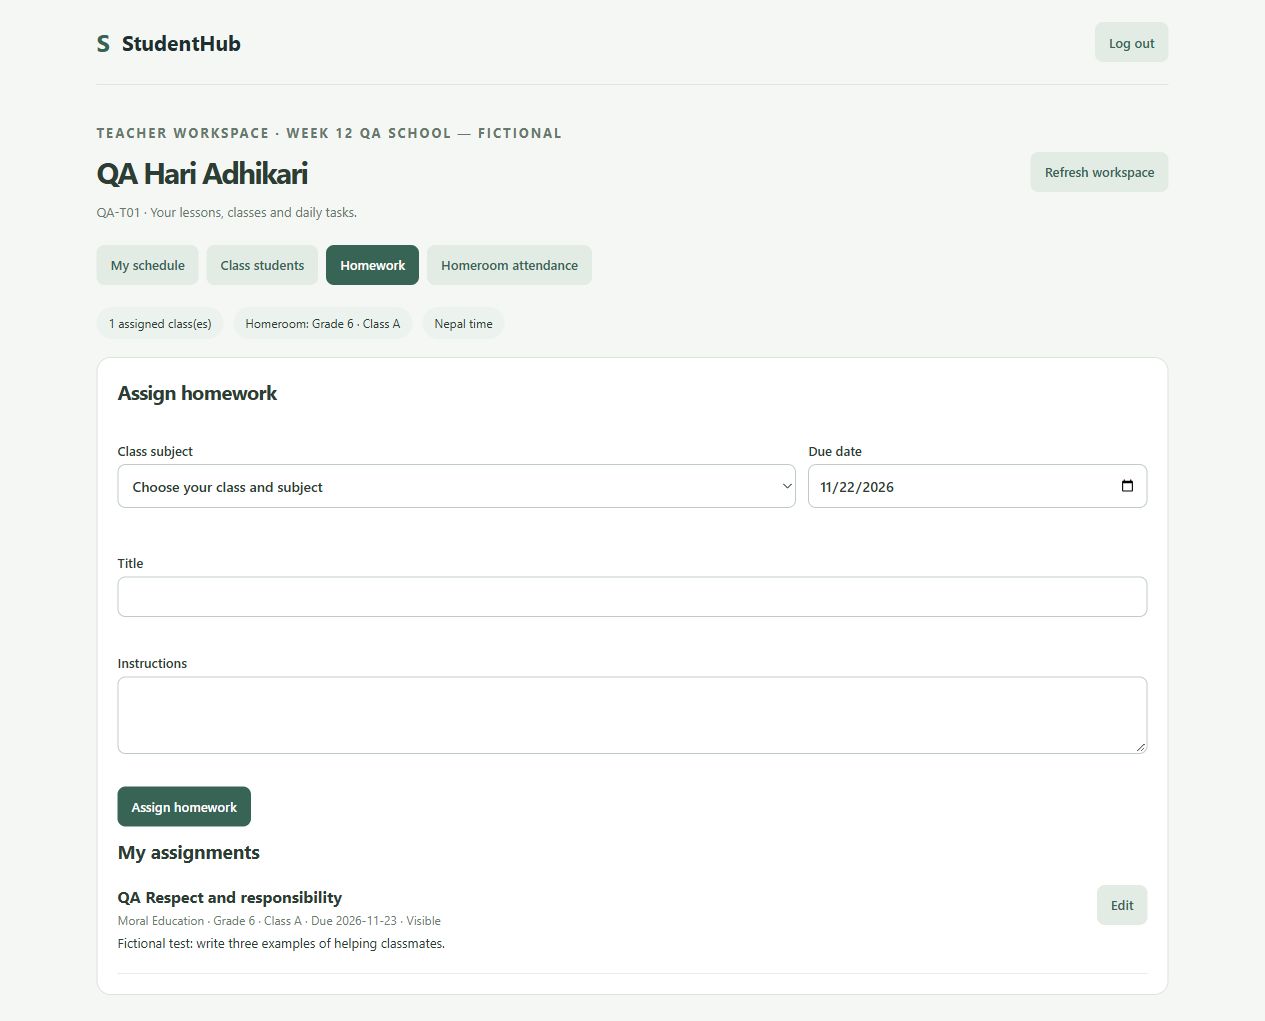 S StudentHub
Log out
TEACHER WORKSPACE · WEEK 12 QA SCHOOL — FICTIONAL
QA Hari Adhikari
Refresh workspace
QA-T01 · Your lessons, classes and daily tasks.
My schedule
Class students
Homework
Homeroom attendance
1 assigned class(es)
Homeroom: Grade 6 · Class A
Nepal time
Assign homework
Class subject
Due date
Choose your class and subject
11/22/2026
Title
Instructions
Assign homework
My assignments
QA Respect and responsibility
Edit
Moral Education · Grade 6 · Class A · Due 2026-11-23 · Visible
Fictional test: write three examples of helping classmates.